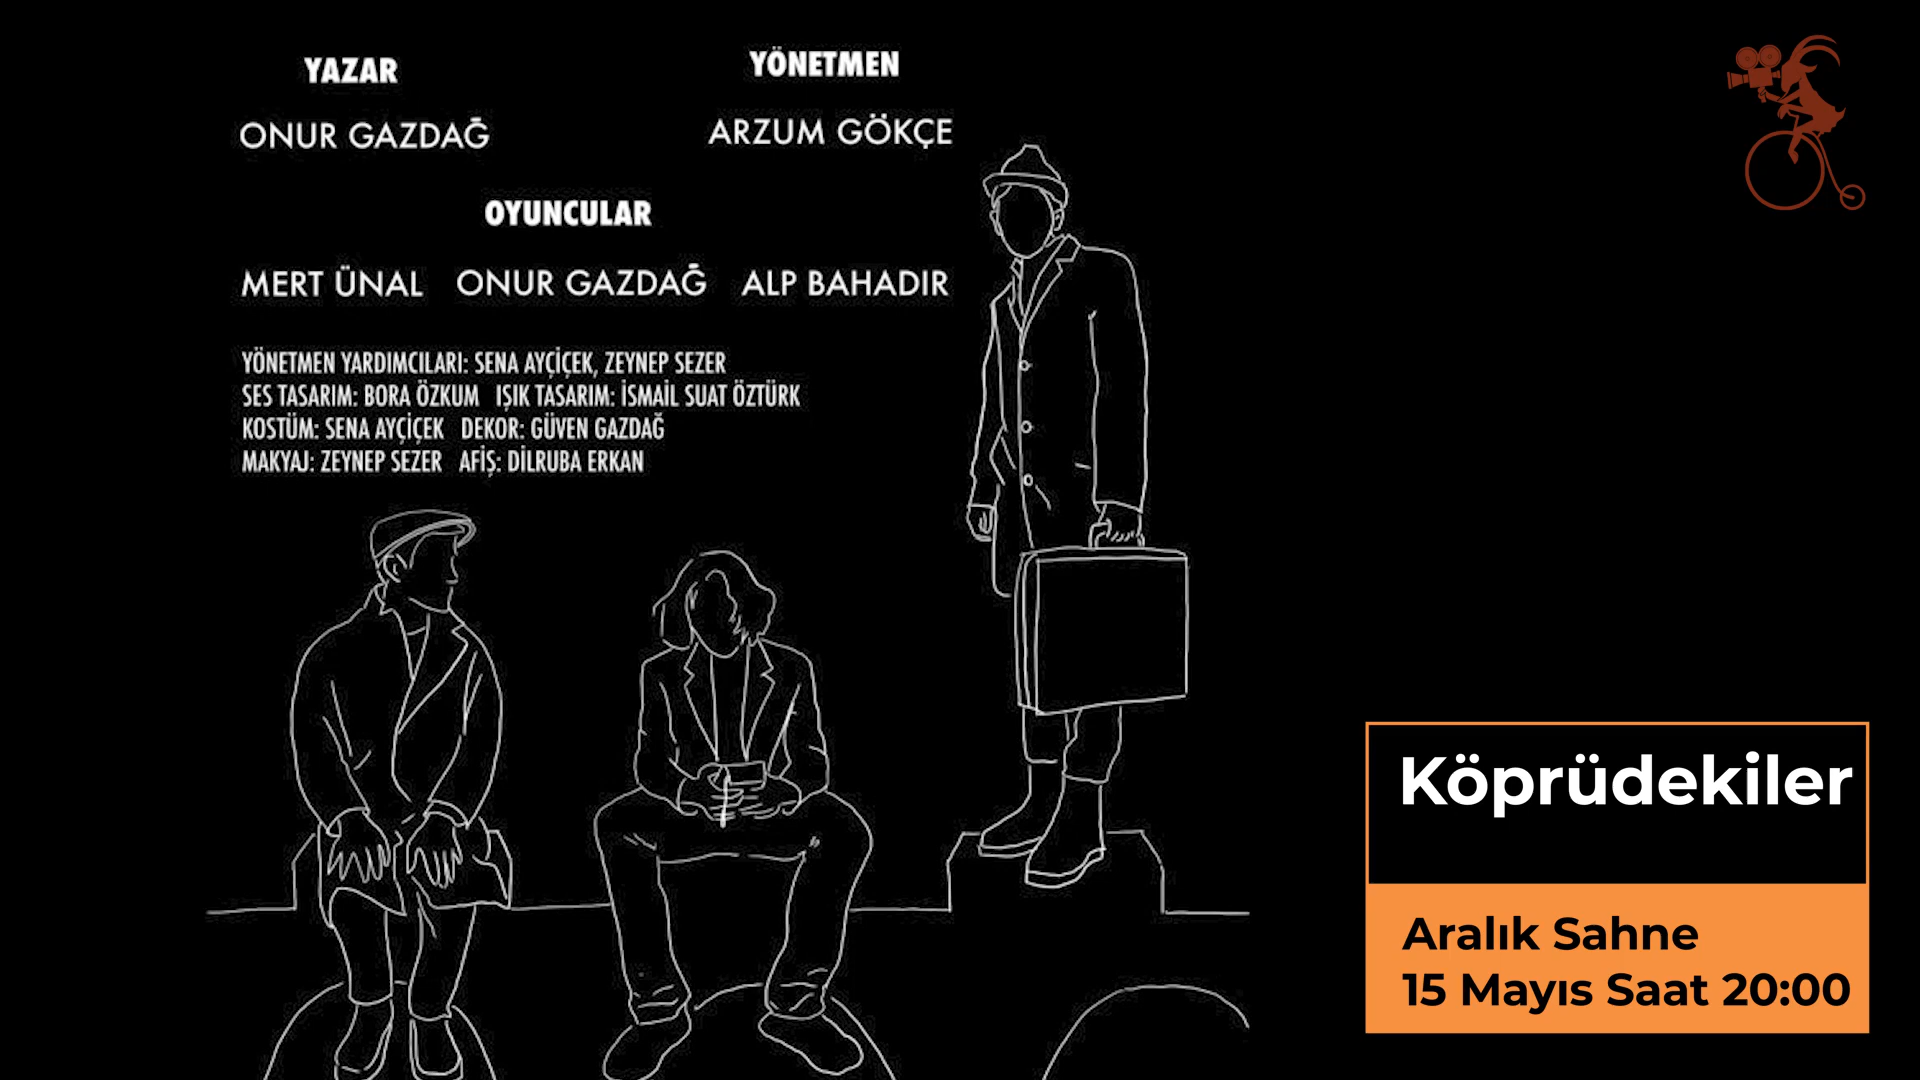 YAZAR
ONUR GAZDAĞ
YÖNETMEN
ARZUM GÖKÇE
OYUNCULAR
MERT ÜNAL ONUR GAZDAĞ ALP BAHADIR
YÖNETMEN YARDIMCILARI: SENA AYÇİÇEK, ZEYNEP SEZER
SES TASARIM: BORA ÖZKUM IŞIK TASARIM: İSMAİL SUAT ÖZTÜRK
KOSTÜM: SENA AYÇİÇEK DEKOR: GÜVEN GAZDAĞ
MAKYAJ: ZEYNEP SEZER AFİŞ: DİLRUBA ERKAN
Köprüdekiler
Aralık Sahne
15 Mayıs Saat 20:00